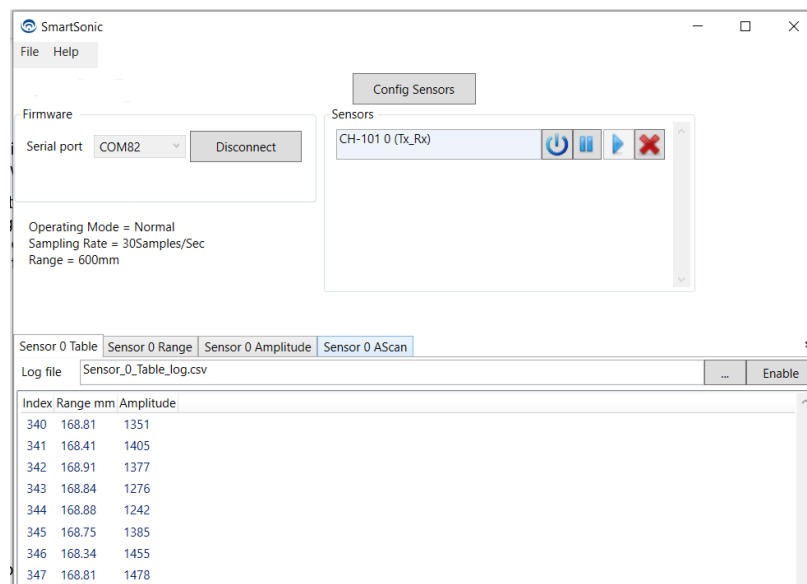 SmartSonic
File Help
Config Sensors
Firmware
Serial port COM82 Disconnect
Sensors
CH-101 0 (Tx_Rx)
Operating Mode = Normal
Sampling Rate = 30Samples/Sec
Range = 600mm
Sensor 0 Table Sensor 0 Range Sensor 0 Amplitude Sensor 0 AScan
Log file Sensor_0_Table_log.csv ... Enable
Index Range mm Amplitude
340 168.81 1351
341 168.41 1405
342 168.91 1377
343 168.84 1276
344 168.88 1242
345 168.75 1385
346 168.34 1455
347 168.81 1478